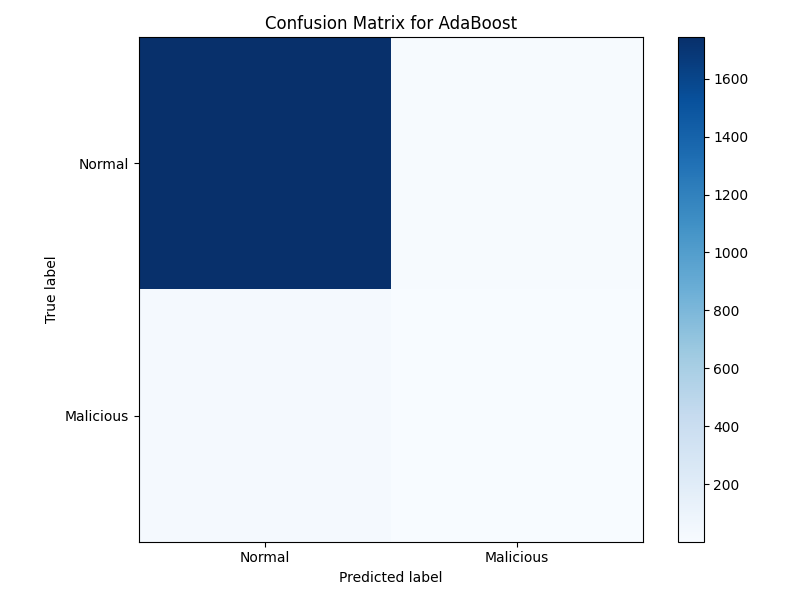 Confusion Matrix for AdaBoost
True label
Normal
Malicious
Normal
Malicious
Predicted label
1600
1400
1200
1000
800
600
400
200